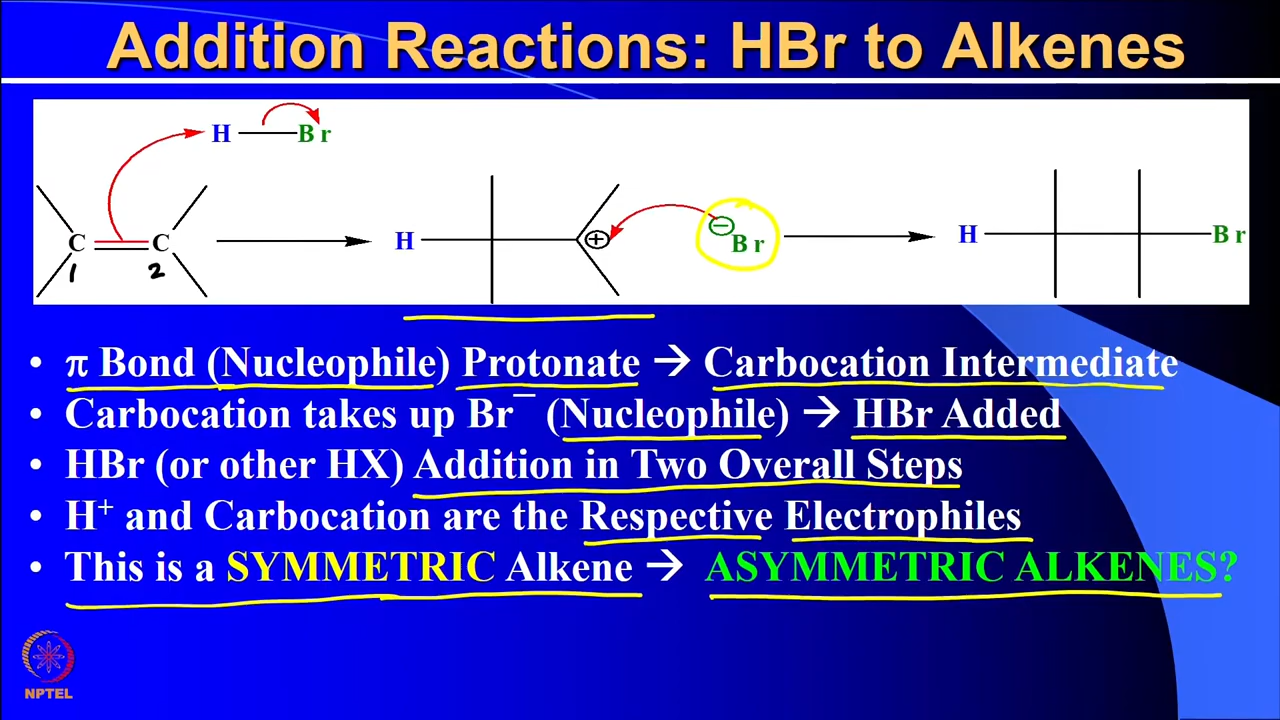 Addition Reactions: HBr to Alkenes
H Br
C C
1 2
H + − Br
H Br
• π Bond (Nucleophile) Protonate → Carbocation Intermediate
• Carbocation takes up Br⁻ (Nucleophile) → HBr Added
• HBr (or other HX) Addition in Two Overall Steps
• H⁺ and Carbocation are the Respective Electrophiles
• This is a SYMMETRIC Alkene → ASYMMETRIC ALKENES?
NPTEL